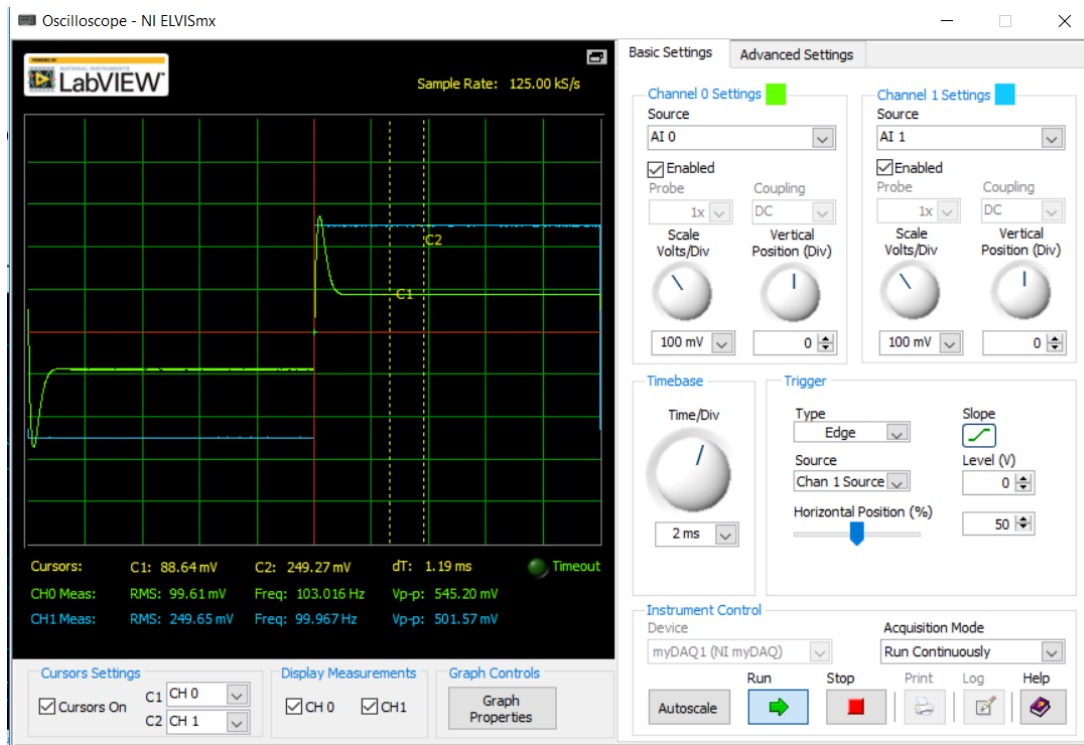 Oscilloscope - NI ELVISmx
POWERED BY
NATIONAL INSTRUMENTS
LabVIEW™
Sample Rate: 125.00 kS/s
C2
C1
Cursors: C1: 88.64 mV C2: 249.27 mV dT: 1.19 ms Timeout
CH0 Meas: RMS: 99.61 mV Freq: 103.016 Hz Vp-p: 545.20 mV
CH1 Meas: RMS: 249.65 mV Freq: 99.967 Hz Vp-p: 501.57 mV
Cursors Settings
Cursors On
C1 CH 0
C2 CH 1
Display Measurements
CH 0 CH1
Graph Controls
Graph
Properties
Basic Settings Advanced Settings
Channel 0 Settings
Source
AI 0
Enabled
Probe Coupling
1x DC
Scale Vertical
Volts/Div Position (Div)
100 mV 0
Channel 1 Settings
Source
AI 1
Enabled
Probe Coupling
1x DC
Scale Vertical
Volts/Div Position (Div)
100 mV 0
Timebase
Time/Div
2 ms
Trigger
Type Slope
Edge
Source Level (V)
Chan 1 Source 0
Horizontal Position (%)
50
Instrument Control
Device Acquisition Mode
myDAQ1 (NI myDAQ) Run Continuously
Run Stop Print Log Help
Autoscale